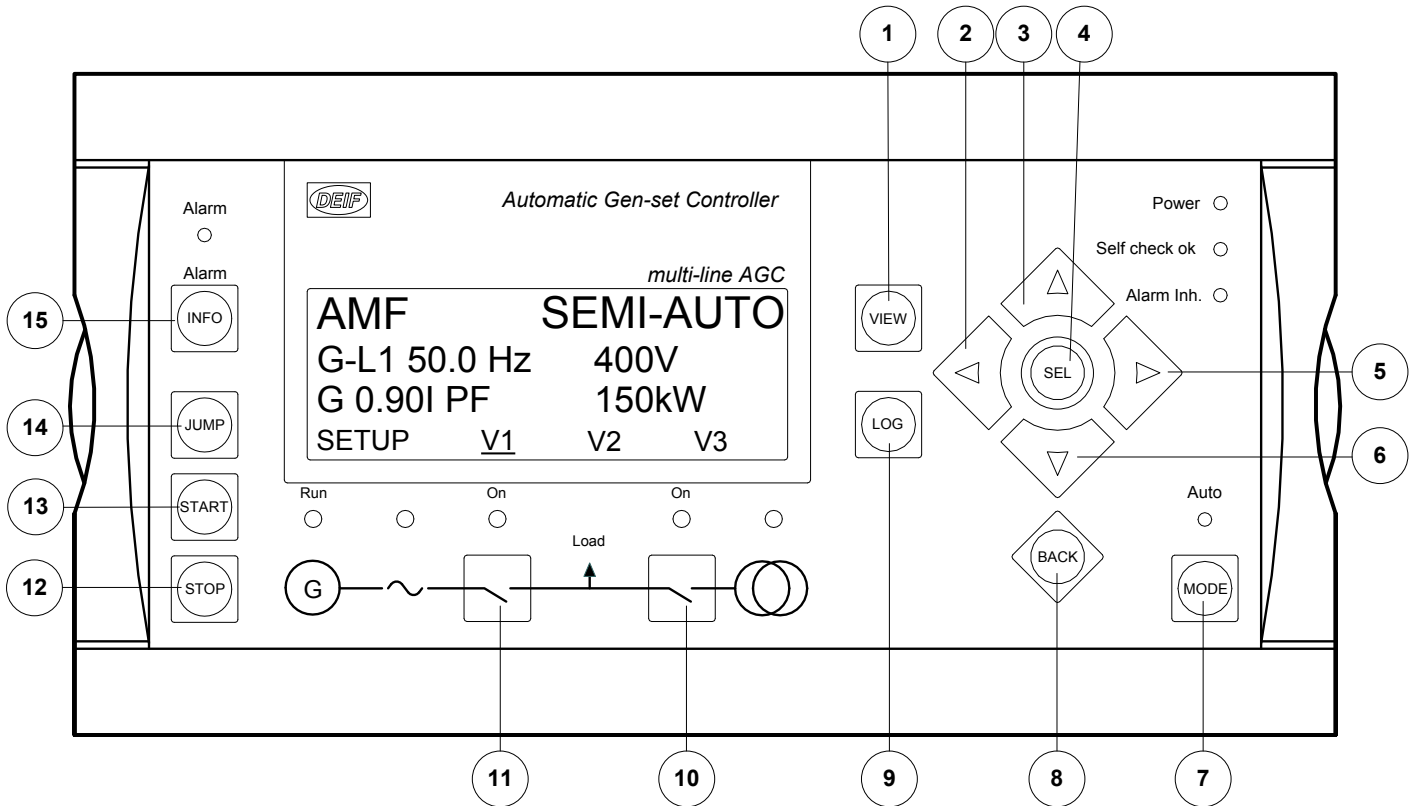 1 2 3 4
DEIF Automatic Gen-set Controller
multi-line AGC
AMF SEMI-AUTO
G-L1 50.0 Hz 400V
G 0.90I PF 150kW
SETUP V1 V2 V3
Alarm
Alarm
15 INFO
14 JUMP
13 START
12 STOP
Run On On
Load
G
VIEW
LOG
Power
Self check ok
Alarm Inh.
SEL
5
6
BACK
Auto
MODE
11 10 9 8 7